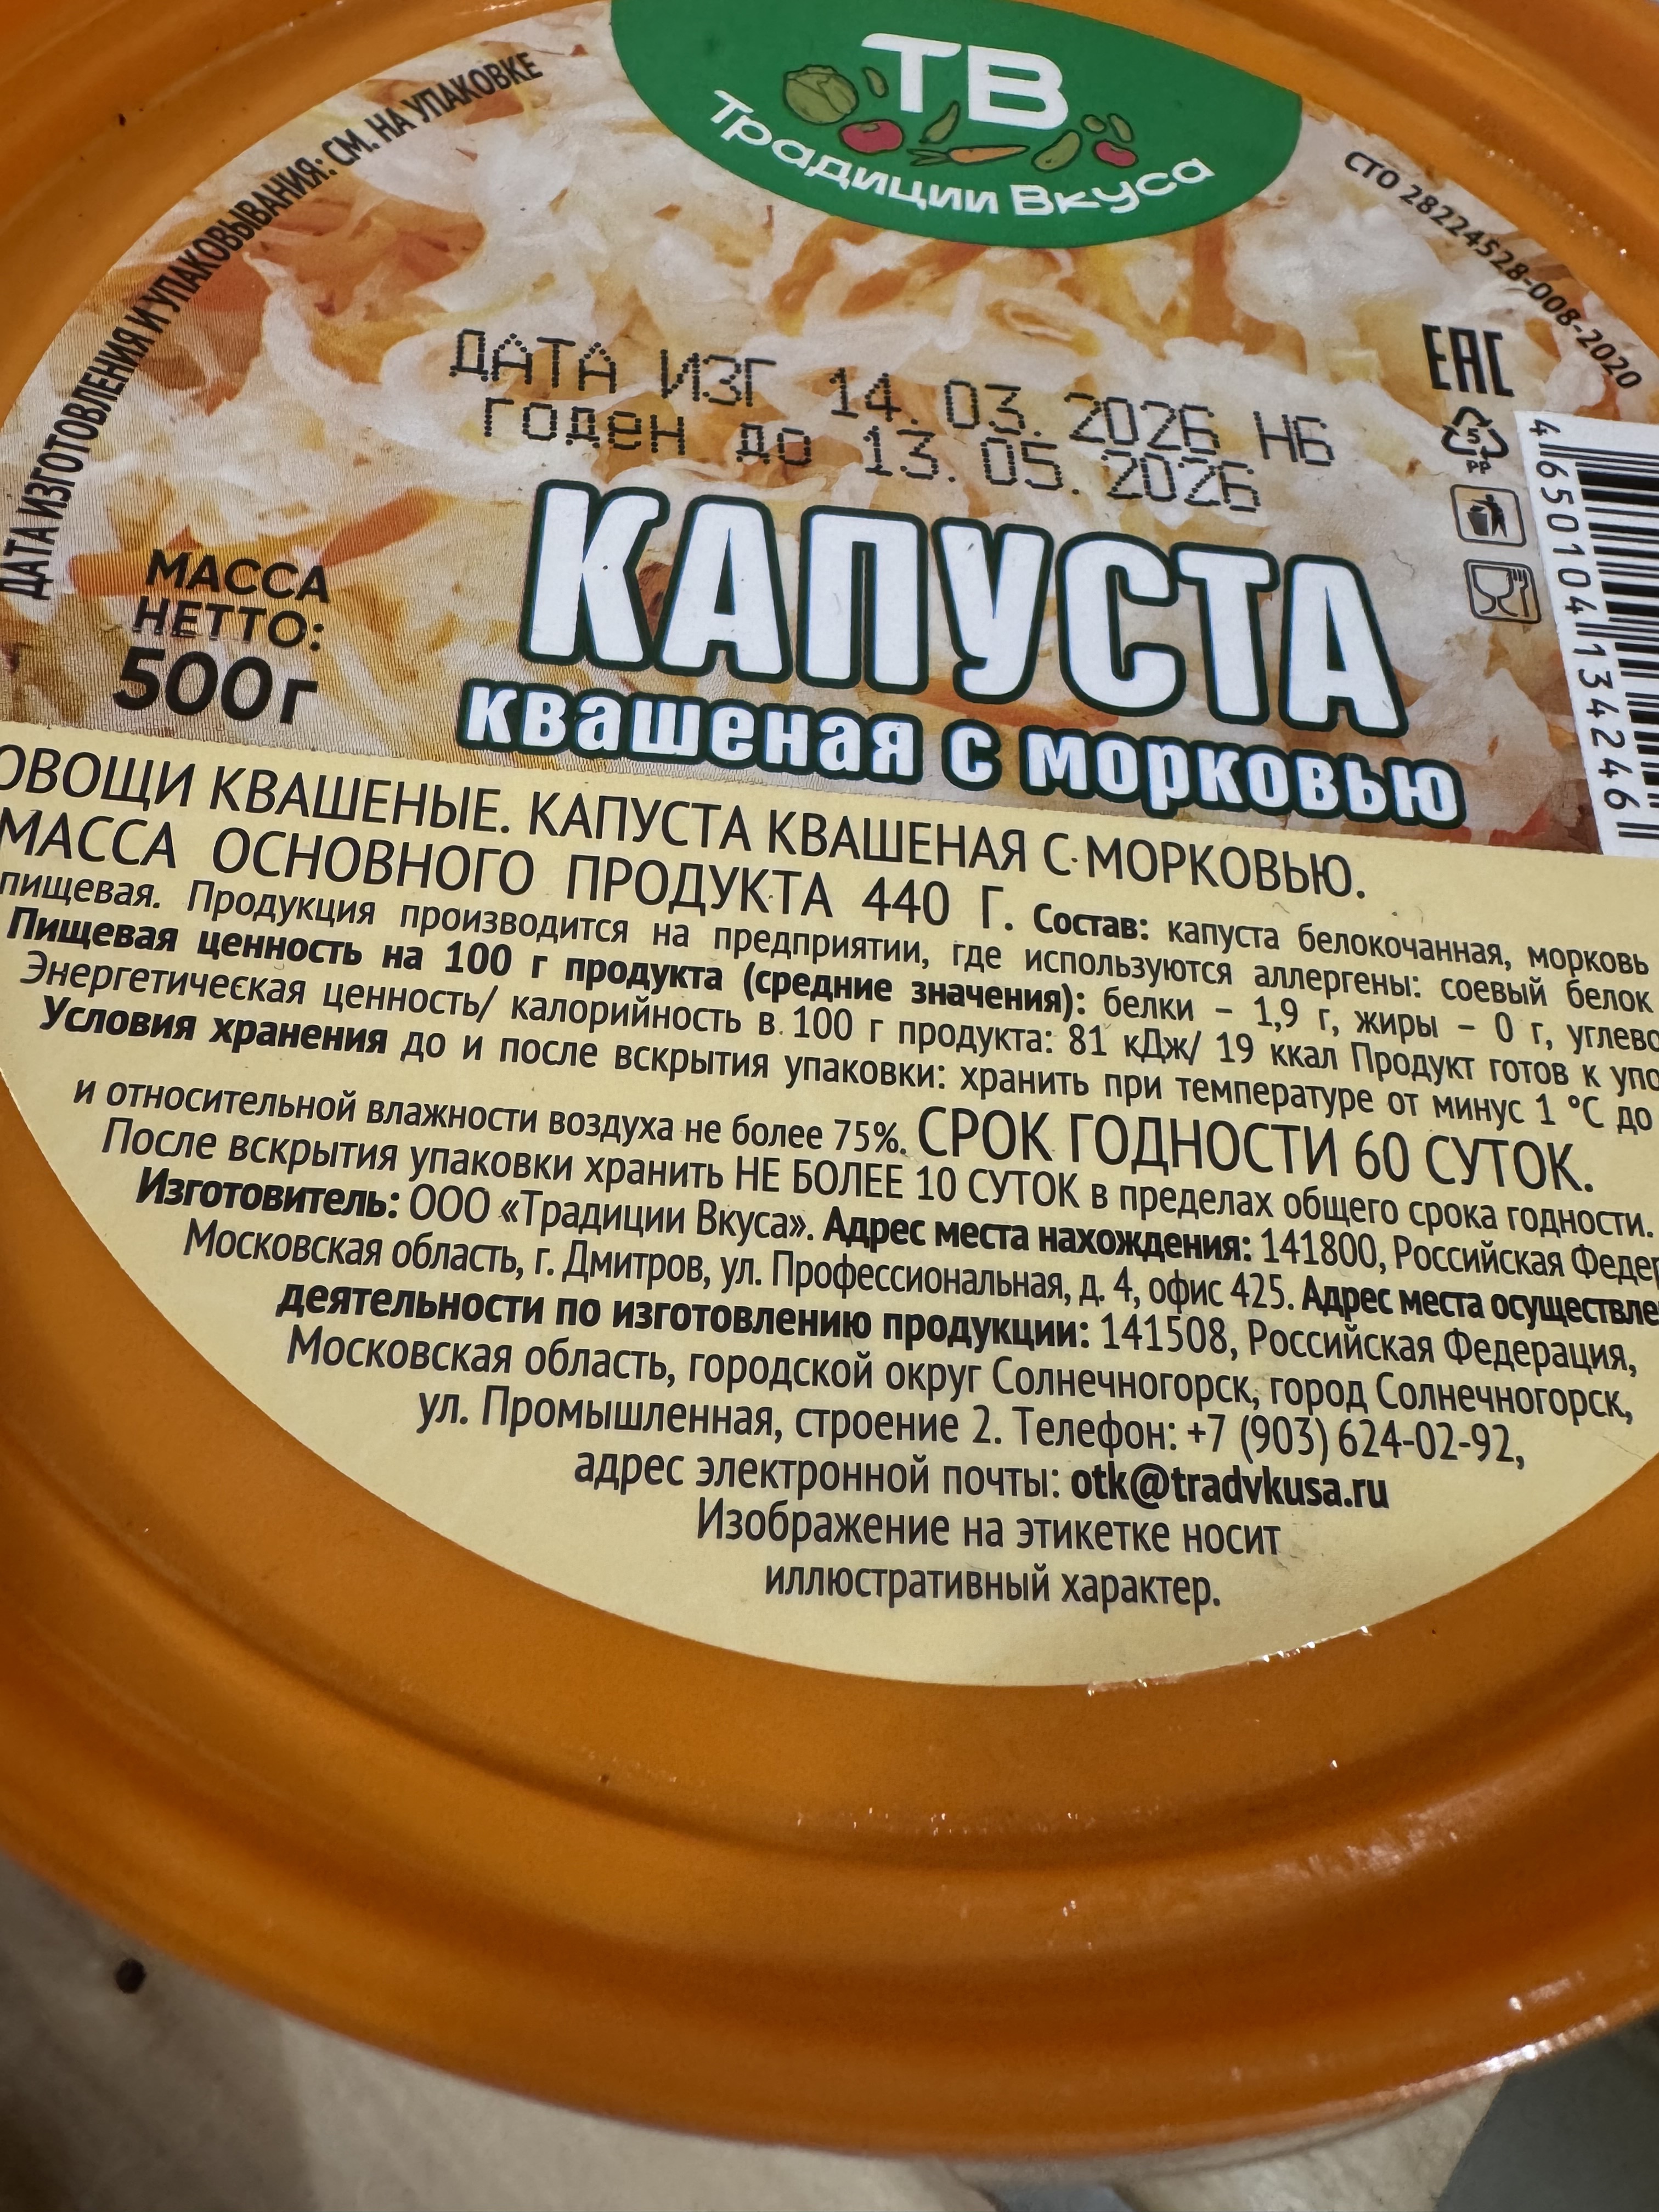 ТВ
Традиции Вкуса
ДАТА ИЗГОТОВЛЕНИЯ И УПАКОВЫВАНИЯ: СМ. НА УПАКОВКЕ
СТО 28224528-008-2020
ДАТА ИЗГ 14. 03. 2026 НБ
Годен до 13. 05. 2026
ЕАС
5
PP
4 650104 134246
МАССА
НЕТТО:
500г
КАПУСТА
квашеная с морковью
ОВОЩИ КВАШЕНЫЕ. КАПУСТА КВАШЕНАЯ С МОРКОВЬЮ.
МАССА ОСНОВНОГО ПРОДУКТА 440 Г. Состав: капуста белокочанная, морковь
пищевая. Продукция производится на предприятии, где используются аллергены: соевый белок
Пищевая ценность на 100 г продукта (средние значения): белки – 1,9 г, жиры – 0 г,
Энергетическая ценность/ калорийность в 100 г продукта: 81 кДж/ 19 ккал Продукт готов к
Условия хранения до и после вскрытия упаковки: хранить при температуре от минус 1 °С до
и относительной влажности воздуха не более 75%. СРОК ГОДНОСТИ 60 СУТОК.
После вскрытия упаковки хранить НЕ БОЛЕЕ 10 СУТОК в пределах общего срока годности.
Изготовитель: ООО «Традиции Вкуса». Адрес места нахождения: 141800, Российская
Московская область, г. Дмитров, ул. Профессиональная, д. 4, офис 425. Адрес места
деятельности по изготовлению продукции: 141508, Российская Федерация,
Московская область, городской округ Солнечногорск, город Солнечногорск,
ул. Промышленная, строение 2. Телефон: +7 (903) 624-02-92,
адрес электронной почты: otk@tradvkusa.ru
Изображение на этикетке носит
иллюстративный характер.